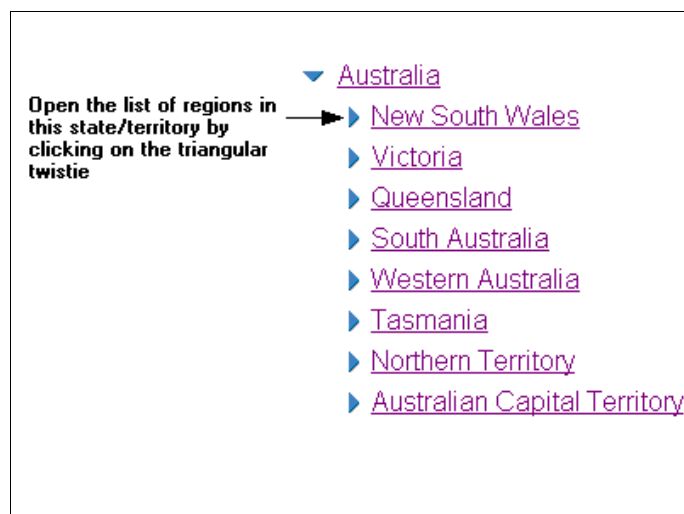 Australia
Open the list of regions in
this state/territory by
clicking on the triangular
twistie
New South Wales
Victoria
Queensland
South Australia
Western Australia
Tasmania
Northern Territory
Australian Capital Territory